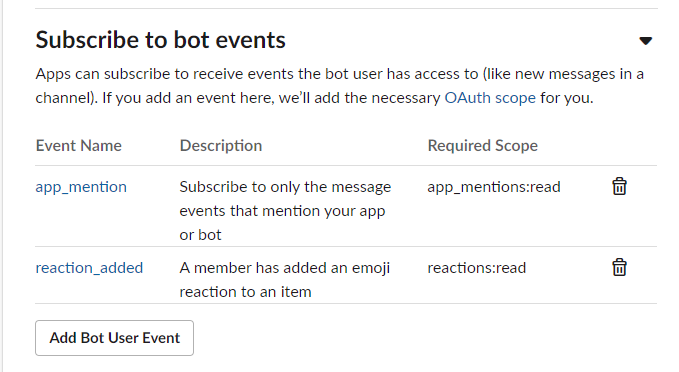 Subscribe to bot events
Apps can subscribe to receive events the bot user has access to (like new messages in a
channel). If you add an event here, we’ll add the necessary OAuth scope for you.
Event Name Description Required Scope
app_mention Subscribe to only the message app_mentions:read
events that mention your app
or bot
reaction_added A member has added an emoji reactions:read
reaction to an item
Add Bot User Event